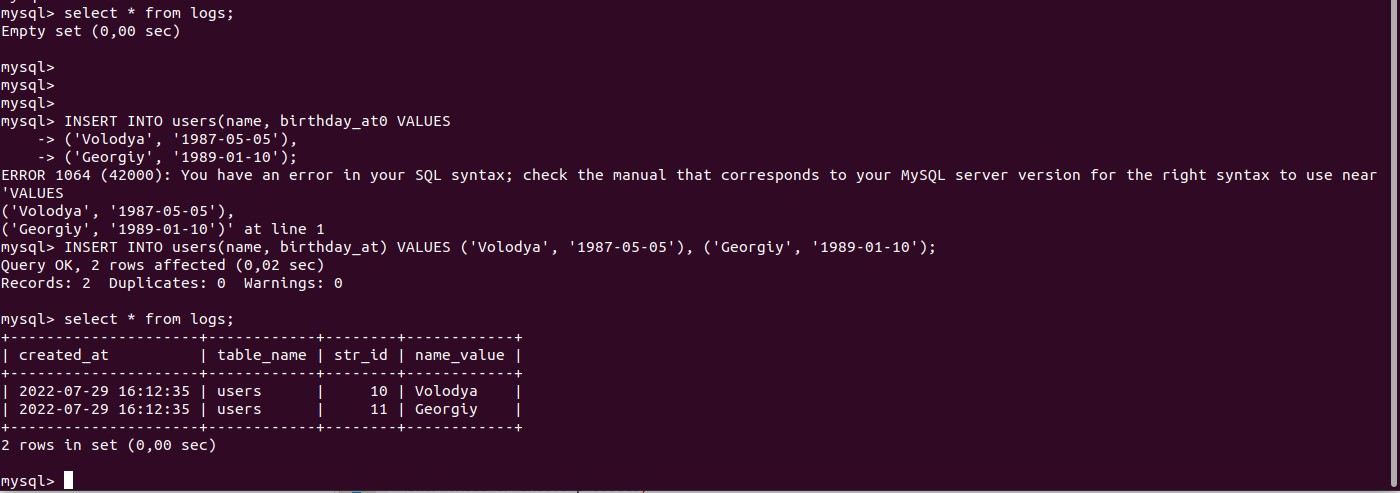 mysql> select * from logs;
Empty set (0,00 sec)
mysql>
mysql>
mysql>
mysql> INSERT INTO users(name, birthday_at0 VALUES
    -> ('Volodya', '1987-05-05'),
    -> ('Georgiy', '1989-01-10');
ERROR 1064 (42000): You have an error in your SQL syntax; check the manual that corresponds to your MySQL server version for the right syntax to use near
'VALUES
('Volodya', '1987-05-05'),
('Georgiy', '1989-01-10')' at line 1
mysql> INSERT INTO users(name, birthday_at) VALUES ('Volodya', '1987-05-05'), ('Georgiy', '1989-01-10');
Query OK, 2 rows affected (0,02 sec)
Records: 2  Duplicates: 0  Warnings: 0
mysql> select * from logs;
+---------------------+------------+--------+------------+
| created_at          | table_name | str_id | name_value |
+---------------------+------------+--------+------------+
| 2022-07-29 16:12:35 | users      |     10 | Volodya    |
| 2022-07-29 16:12:35 | users      |     11 | Georgiy    |
+---------------------+------------+--------+------------+
2 rows in set (0,00 sec)
mysql>